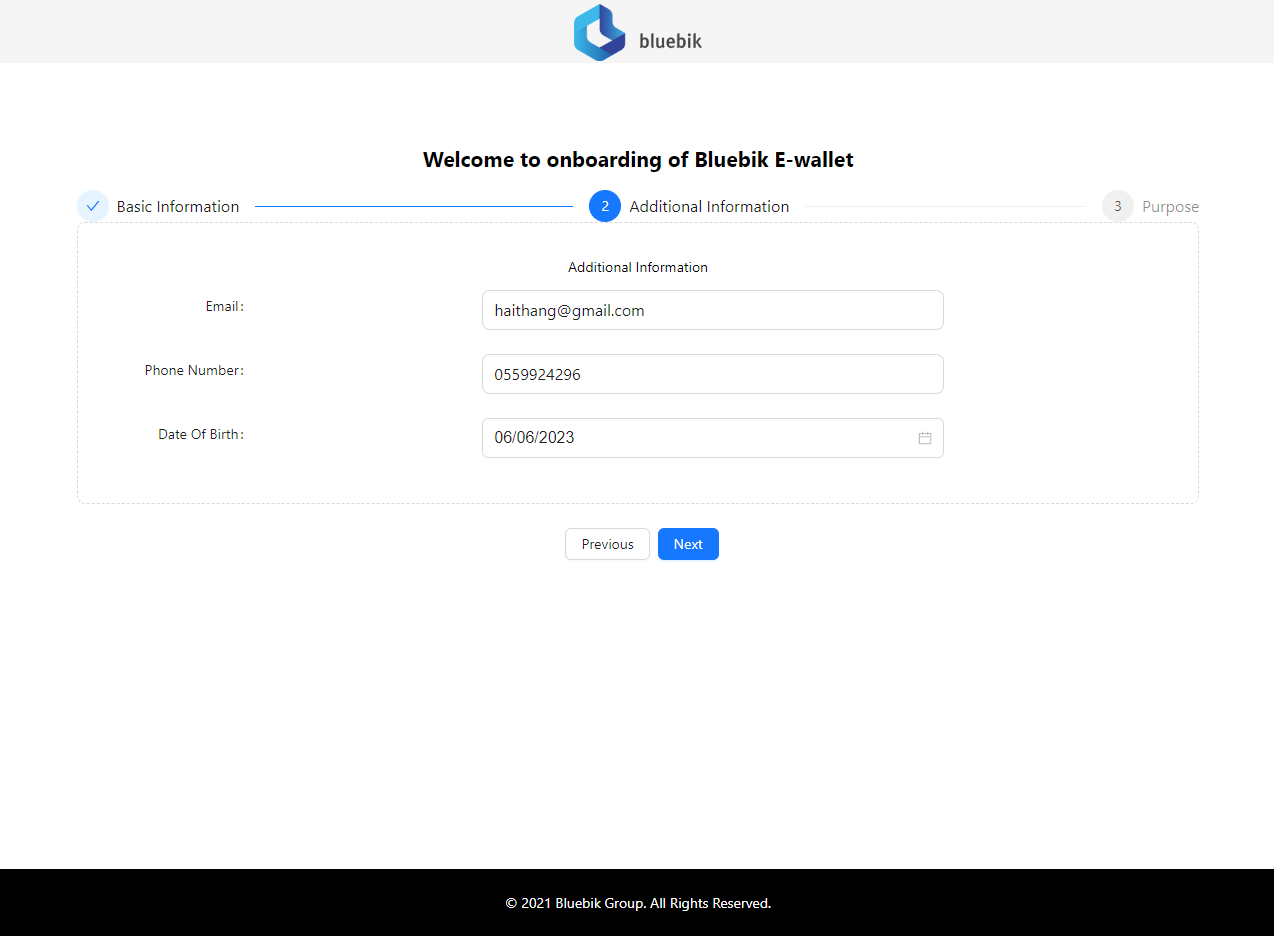 bluebik
Welcome to onboarding of Bluebik E-wallet
Basic Information
2 Additional Information
3 Purpose
Additional Information
Email:
haithang@gmail.com
Phone Number:
0559924296
Date Of Birth:
06/06/2023
Previous
Next
© 2021 Bluebik Group. All Rights Reserved.